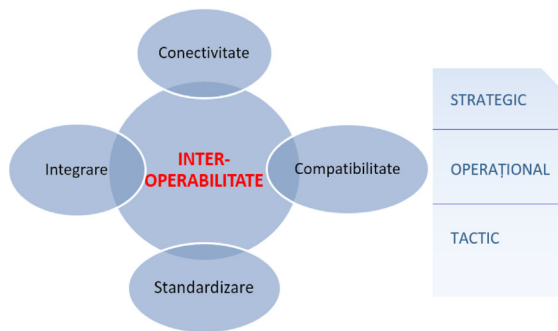 Conectivitate
Integrare
INTER-
OPERABILITATE
Compatibilitate
Standardizare
STRATEGIC
OPERAȚIONAL
TACTIC